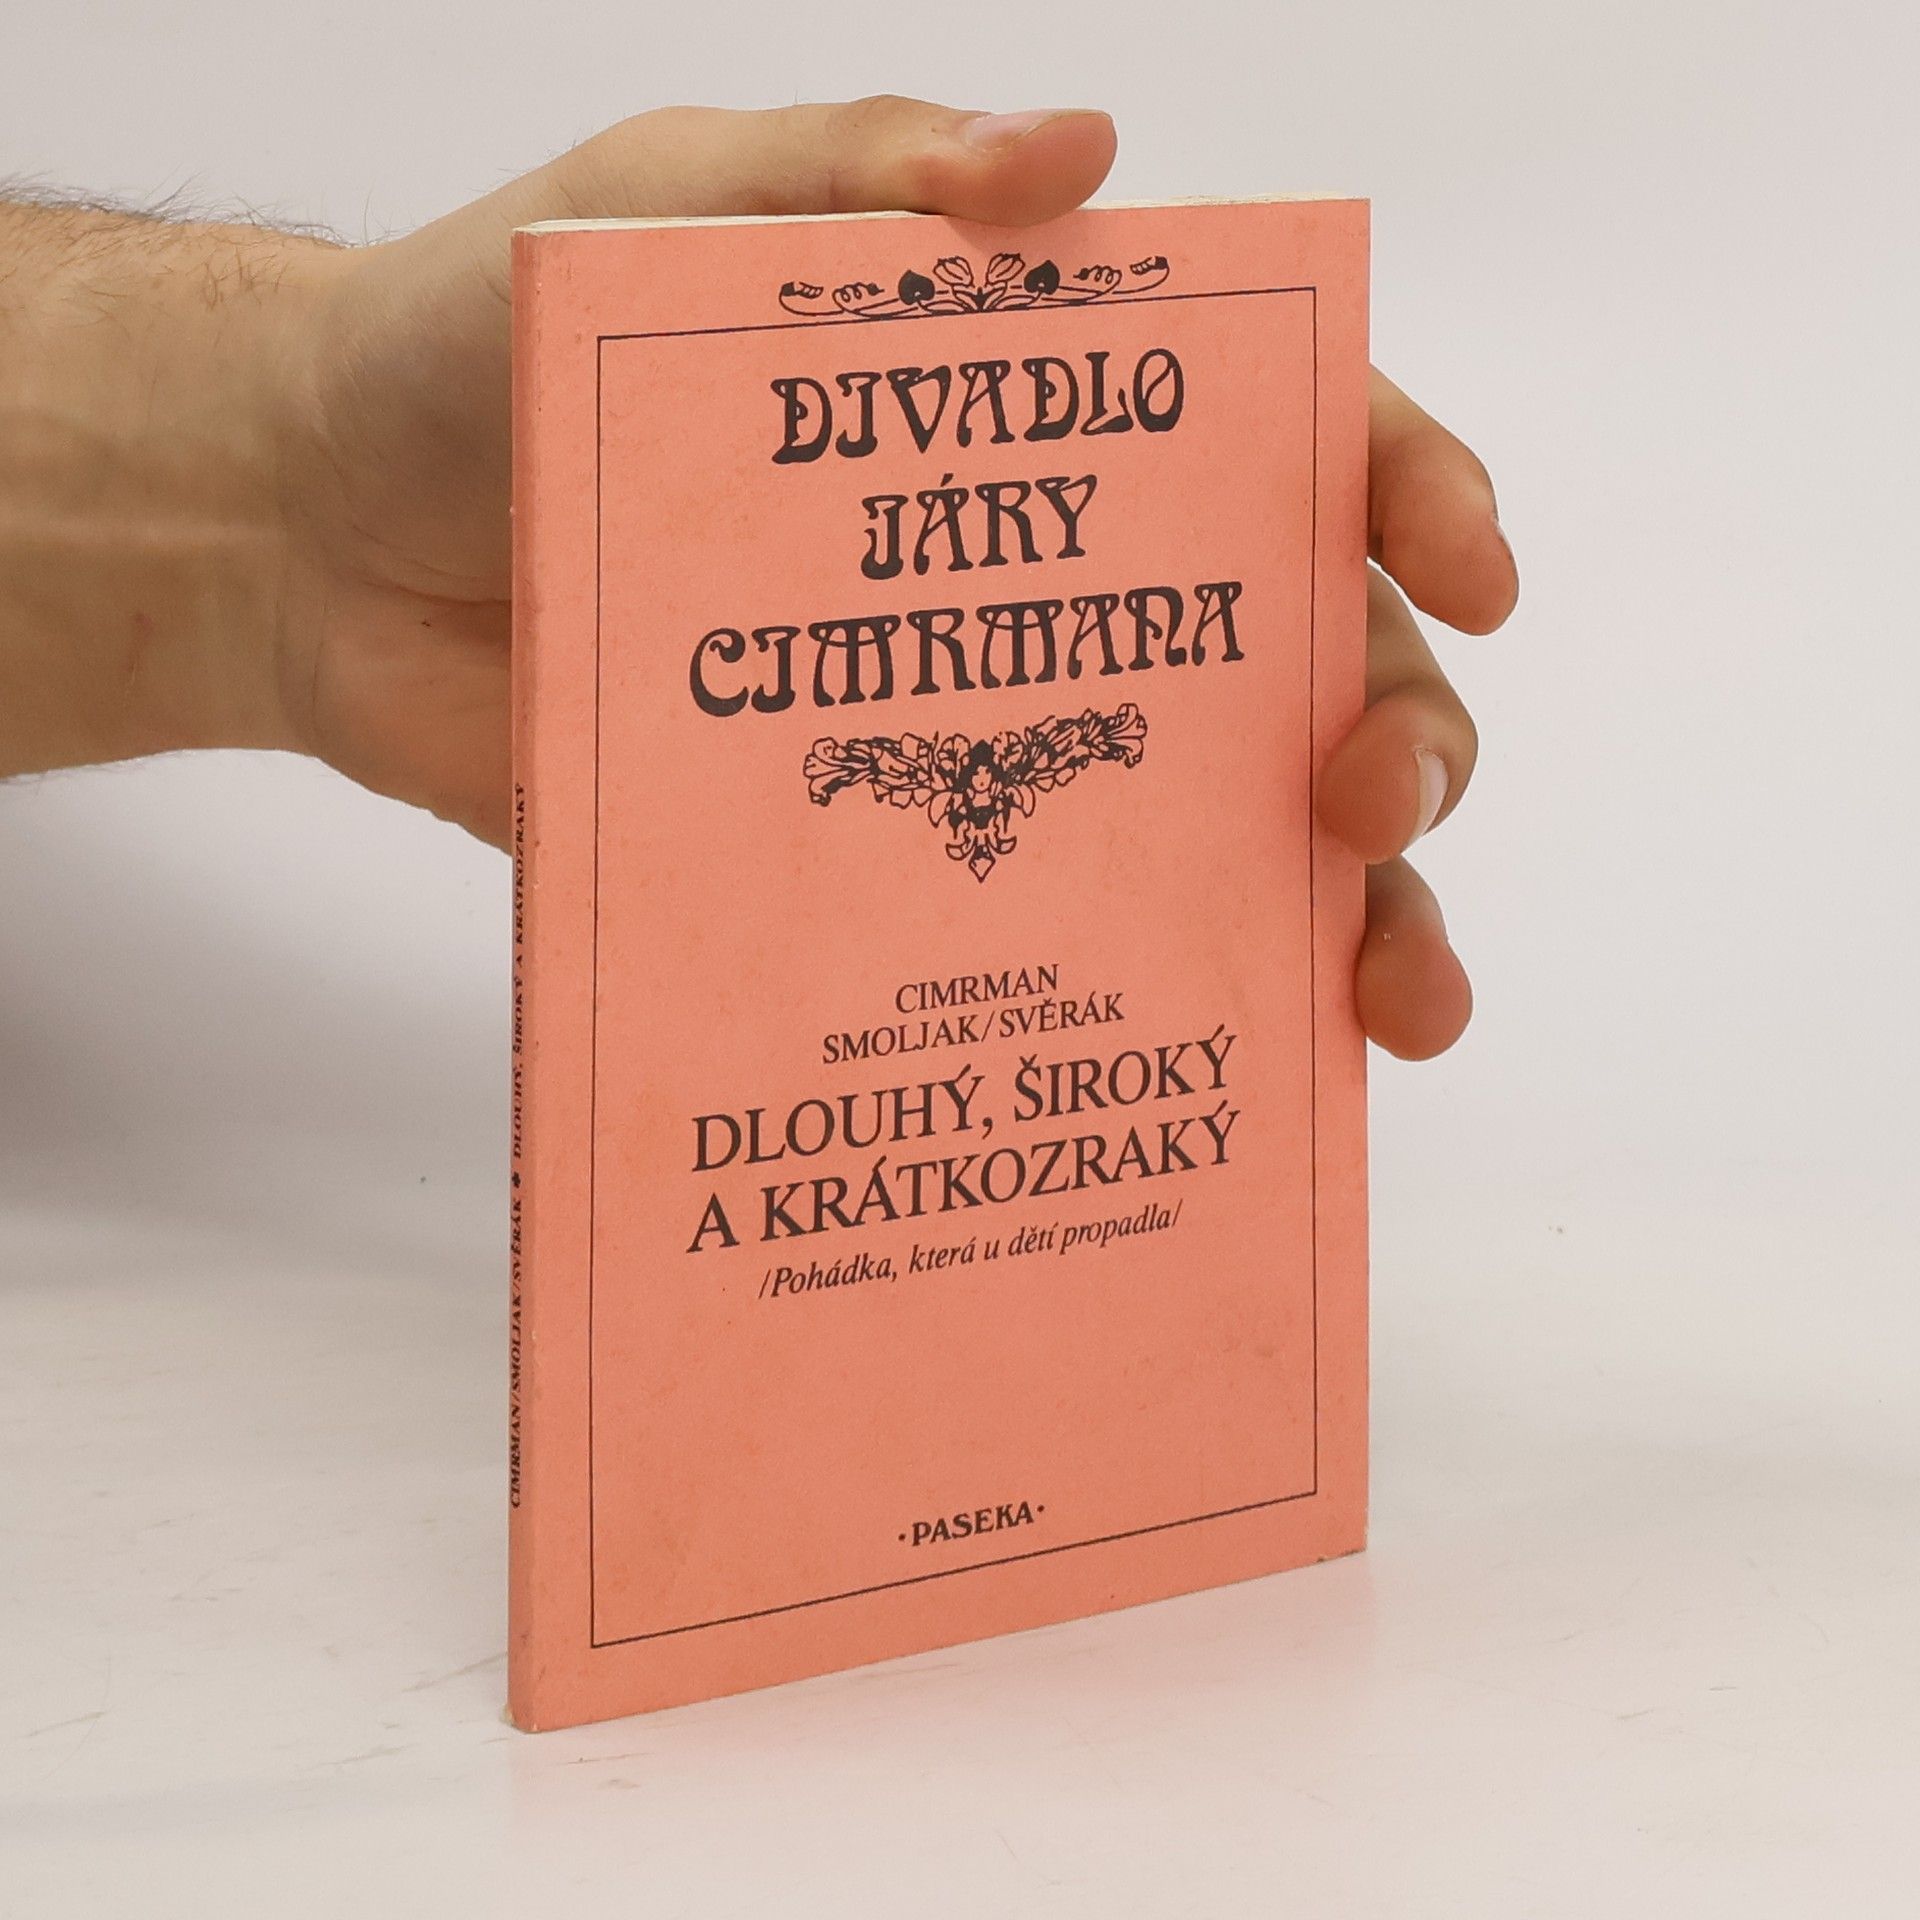 DIVADLO
JÁRY
CIMRMANA
CIMRMAN
SMOLJAK/SVĚRÁK
DLOUHÝ, ŠIROKÝ
A KRÁTKOZRAKÝ
/Pohádka, která u dětí propadla/
·PASEKA·
CIMRMAN/SMOLJAK/SVĚRÁK ♣ DLOUHÝ, ŠIROKÝ A KRÁTKOZRAKÝ